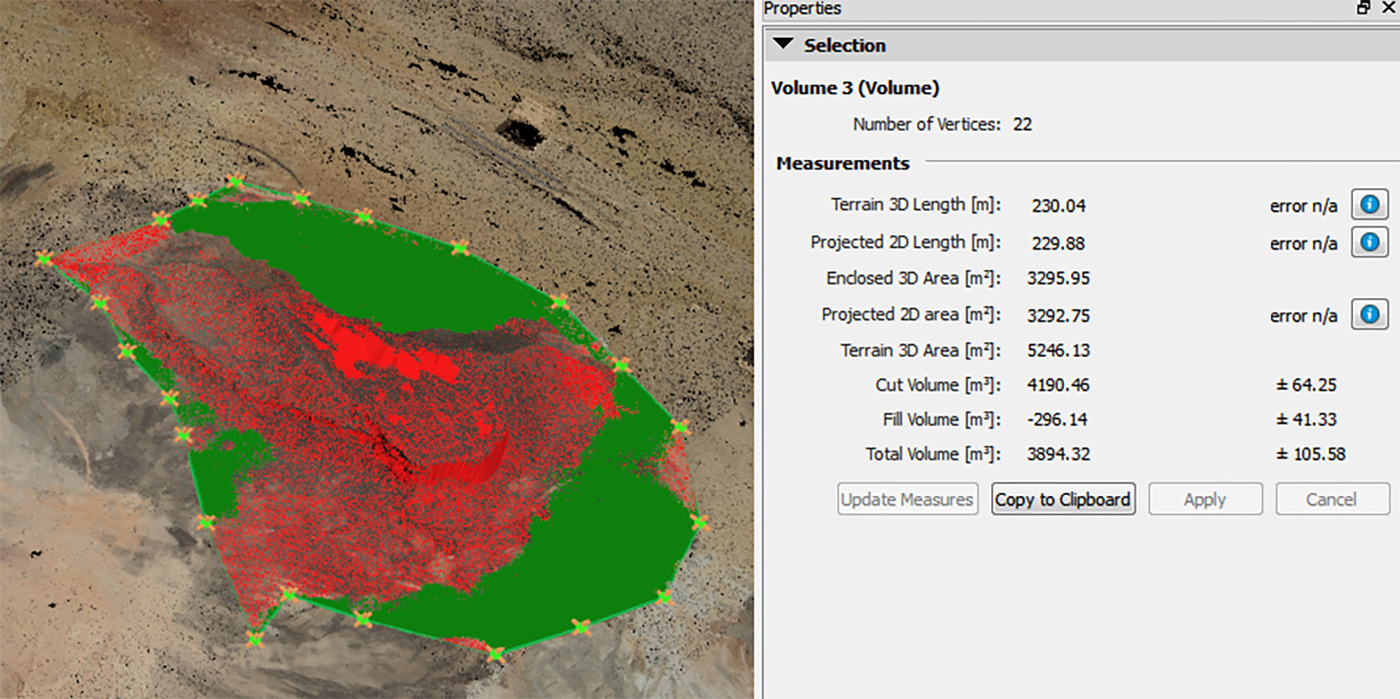 Properties
Selection
Volume 3 (Volume)
Number of Vertices: 22
Measurements
Terrain 3D Length [m]: 230.04 error n/a
Projected 2D Length [m]: 229.88 error n/a
Enclosed 3D Area [m²]: 3295.95
Projected 2D area [m²]: 3292.75 error n/a
Terrain 3D Area [m²]: 5246.13
Cut Volume [m³]: 4190.46 ± 64.25
Fill Volume [m³]: -296.14 ± 41.33
Total Volume [m³]: 3894.32 ± 105.58
Update Measures Copy to Clipboard Apply Cancel